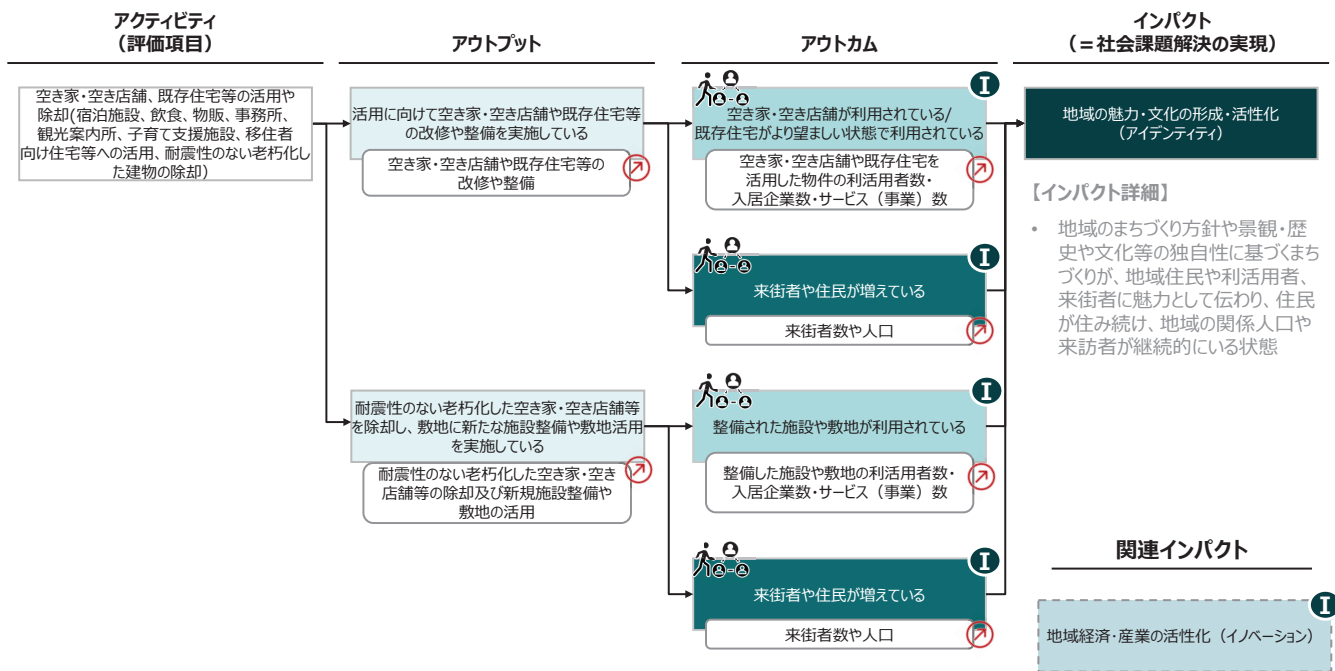 アクティビティ
(評価項目)
アウトプット
アウトカム
インパクト
(=社会課題解決の実現)
空き家・空き店舗、既存住宅等の活用や
除却(宿泊施設、飲食、物販、事務所、
観光案内所、子育て支援施設、移住者
向け住宅等への活用、耐震性のない老朽化し
た建物の除却)
活用に向けて空き家・空き店舗や既存住宅等
の改修や整備を実施している
空き家・空き店舗や既存住宅等の
改修や整備
耐震性のない老朽化した空き家・空き店舗等
を除却し、敷地に新たな施設整備や敷地活用
を実施している
耐震性のない老朽化した空き家・空き
店舗等の除却及び新規施設整備や
敷地の活用
I
空き家・空き店舗が利用されている/
既存住宅がより望ましい状態で利用されている
空き家・空き店舗や既存住宅を
活用した物件の利活用者数・
入居企業数・サービス(事業)数
I
来街者や住民が増えている
来街者数や人口
I
整備された施設や敷地が利用されている
整備した施設や敷地の利活用者数・
入居企業数・サービス(事業)数
I
来街者や住民が増えている
来街者数や人口
地域の魅力・文化の形成・活性化
(アイデンティティ)
【インパクト詳細】
• 地域のまちづくり方針や景観・歴
史や文化等の独自性に基づくまち
づくりが、地域住民や利活用者、
来街者に魅力として伝わり、住民
が住み続け、地域の関係人口や
来訪者が継続的にいる状態
関連インパクト
I
地域経済・産業の活性化(イノベーション)